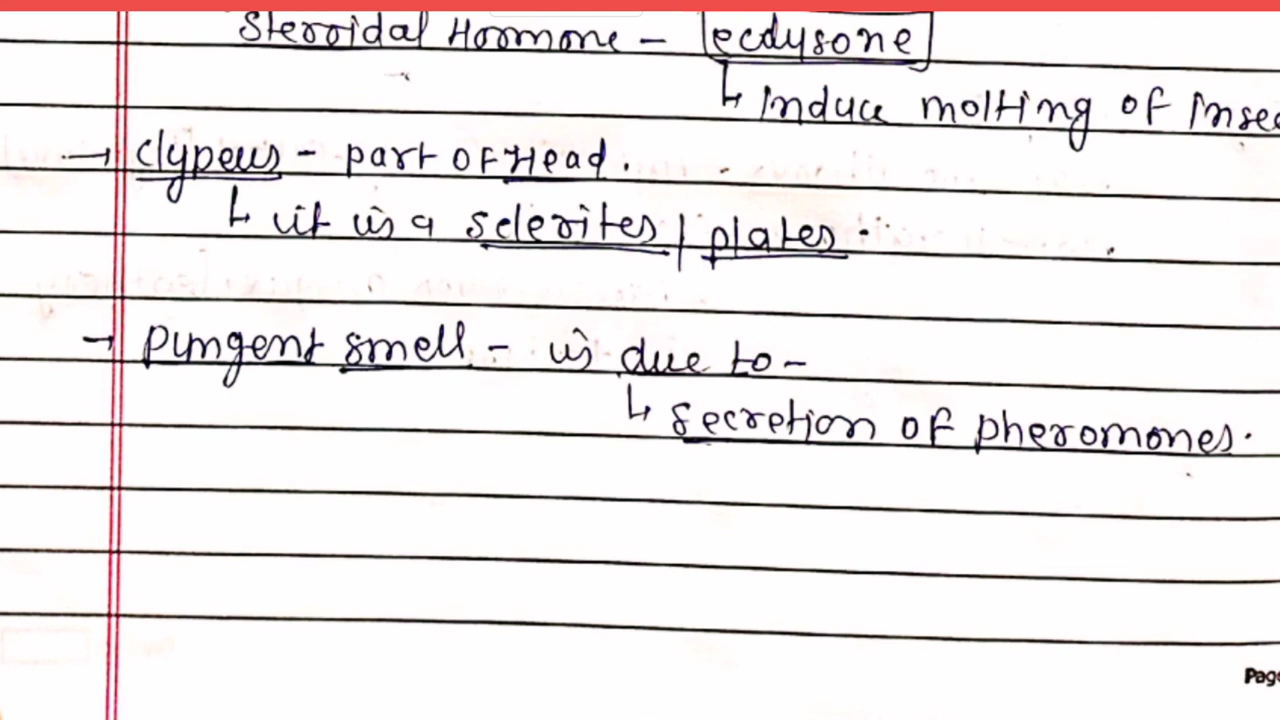 Steroidal Hormone - ecdysone
↳ Induce molting of Insec
→ clypeus - part of Head.
↳ it is a sclerites / plates.
→ Pungent smell - is due to -
↳ secretion of pheromones.
Page